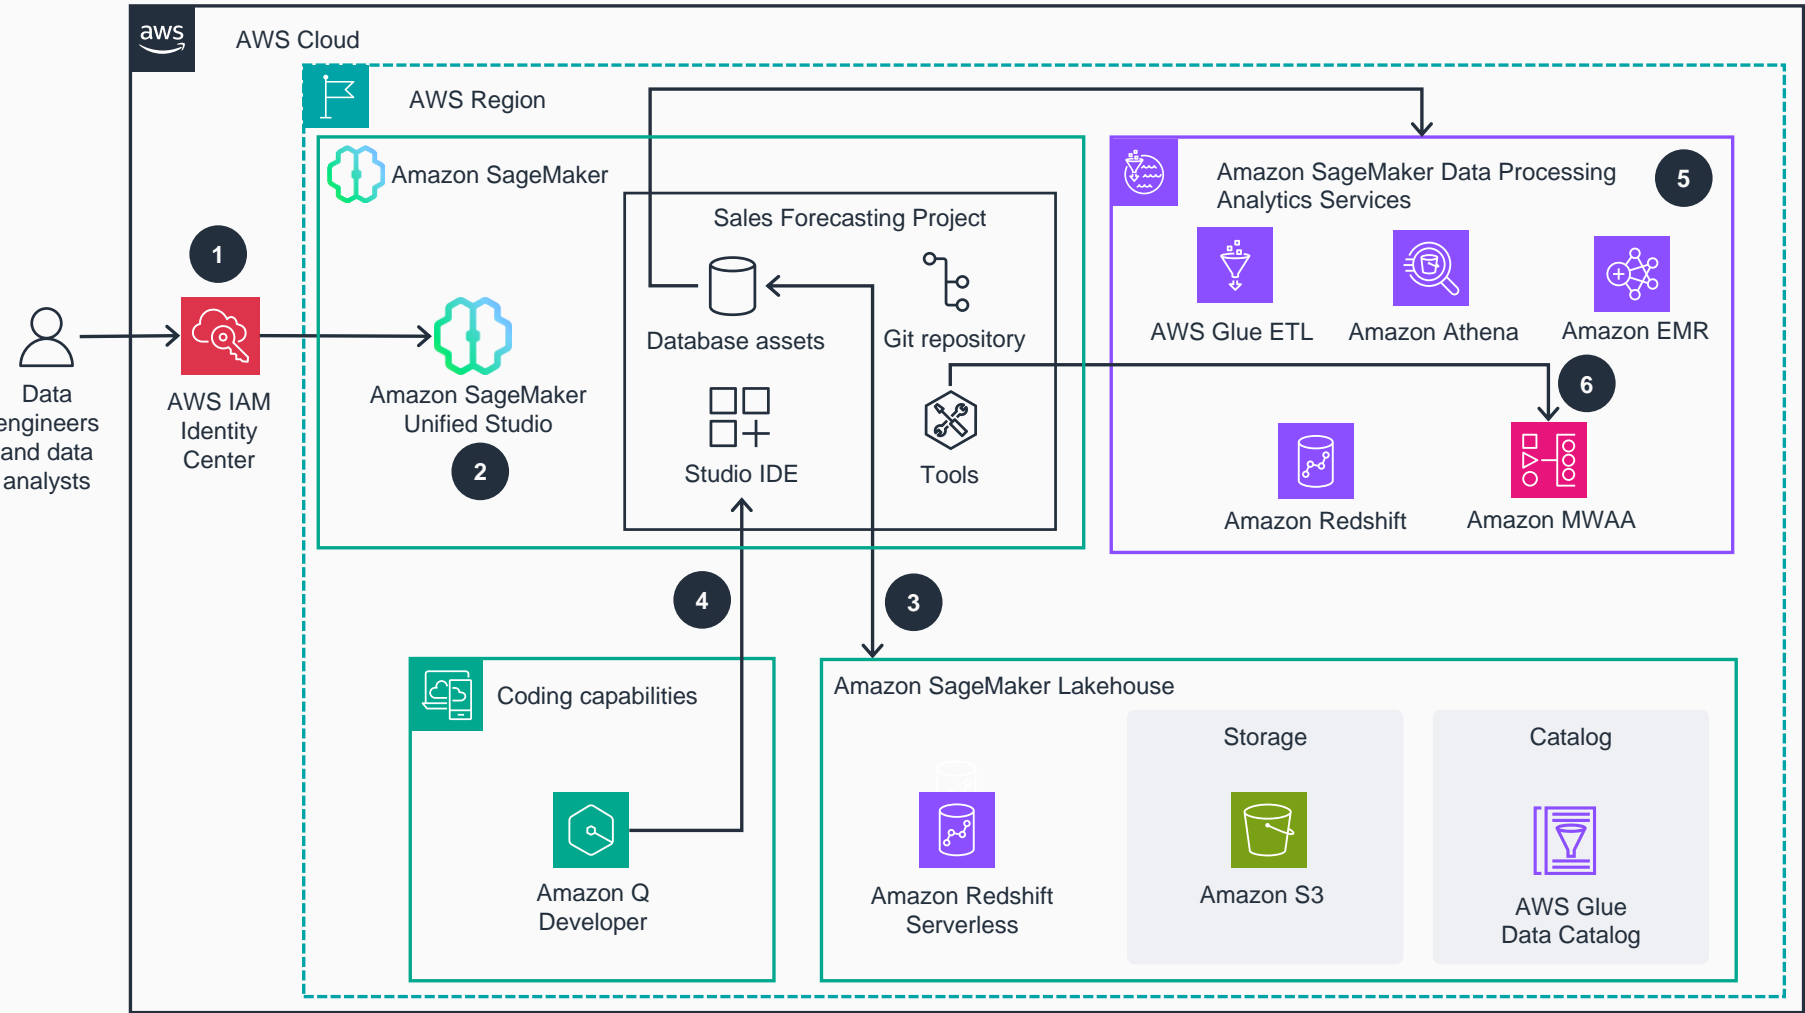 aws
AWS Cloud
AWS Region
Amazon SageMaker
Sales Forecasting Project
Amazon SageMaker Data Processing
Analytics Services
5
1
Database assets
Git repository
AWS Glue ETL
Amazon Athena
Amazon EMR
Data
engineers
and data
analysts
AWS IAM
Identity
Center
Amazon SageMaker
Unified Studio
2
Studio IDE
Tools
6
Amazon Redshift
Amazon MWAA
4
3
Coding capabilities
Amazon Q
Developer
Amazon SageMaker Lakehouse
Amazon Redshift
Serverless
Storage
Amazon S3
Catalog
AWS Glue
Data Catalog